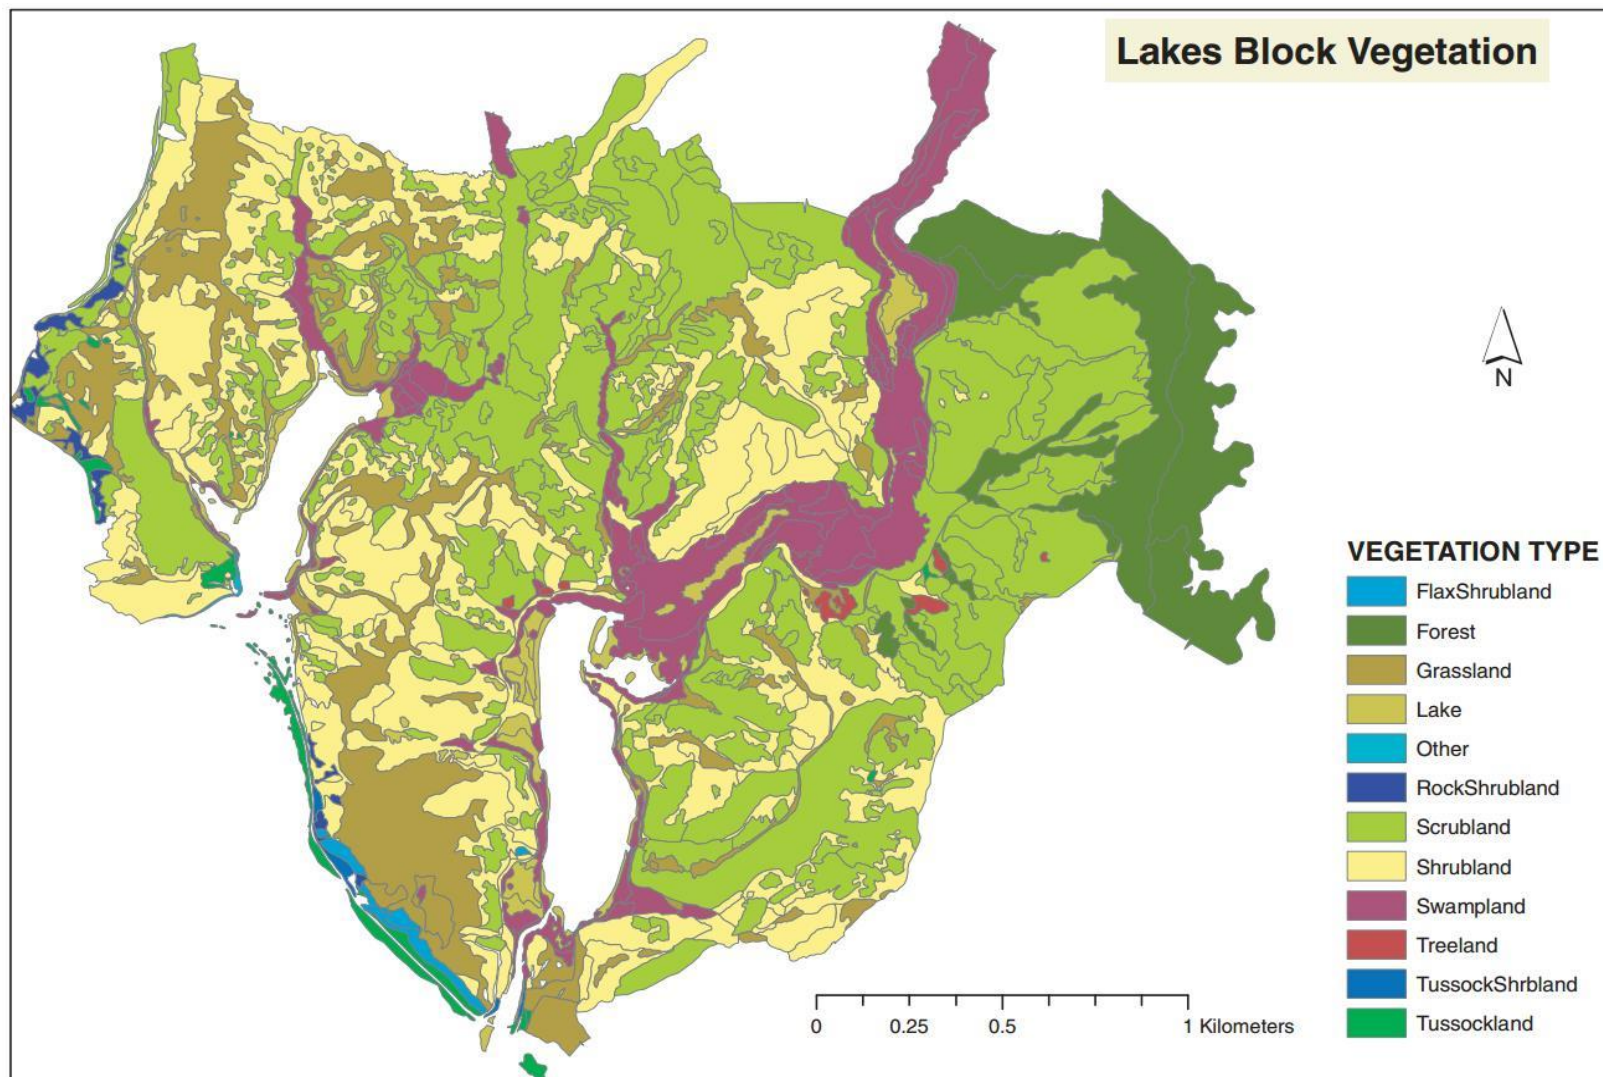 Lakes Block Vegetation
N
VEGETATION TYPE
FlaxShrubland
Forest
Grassland
Lake
Other
RockShrubland
Scrubland
Shrubland
Swampland
Treeland
TussockShrbland
Tussockland
0 0.25 0.5 1 Kilometers